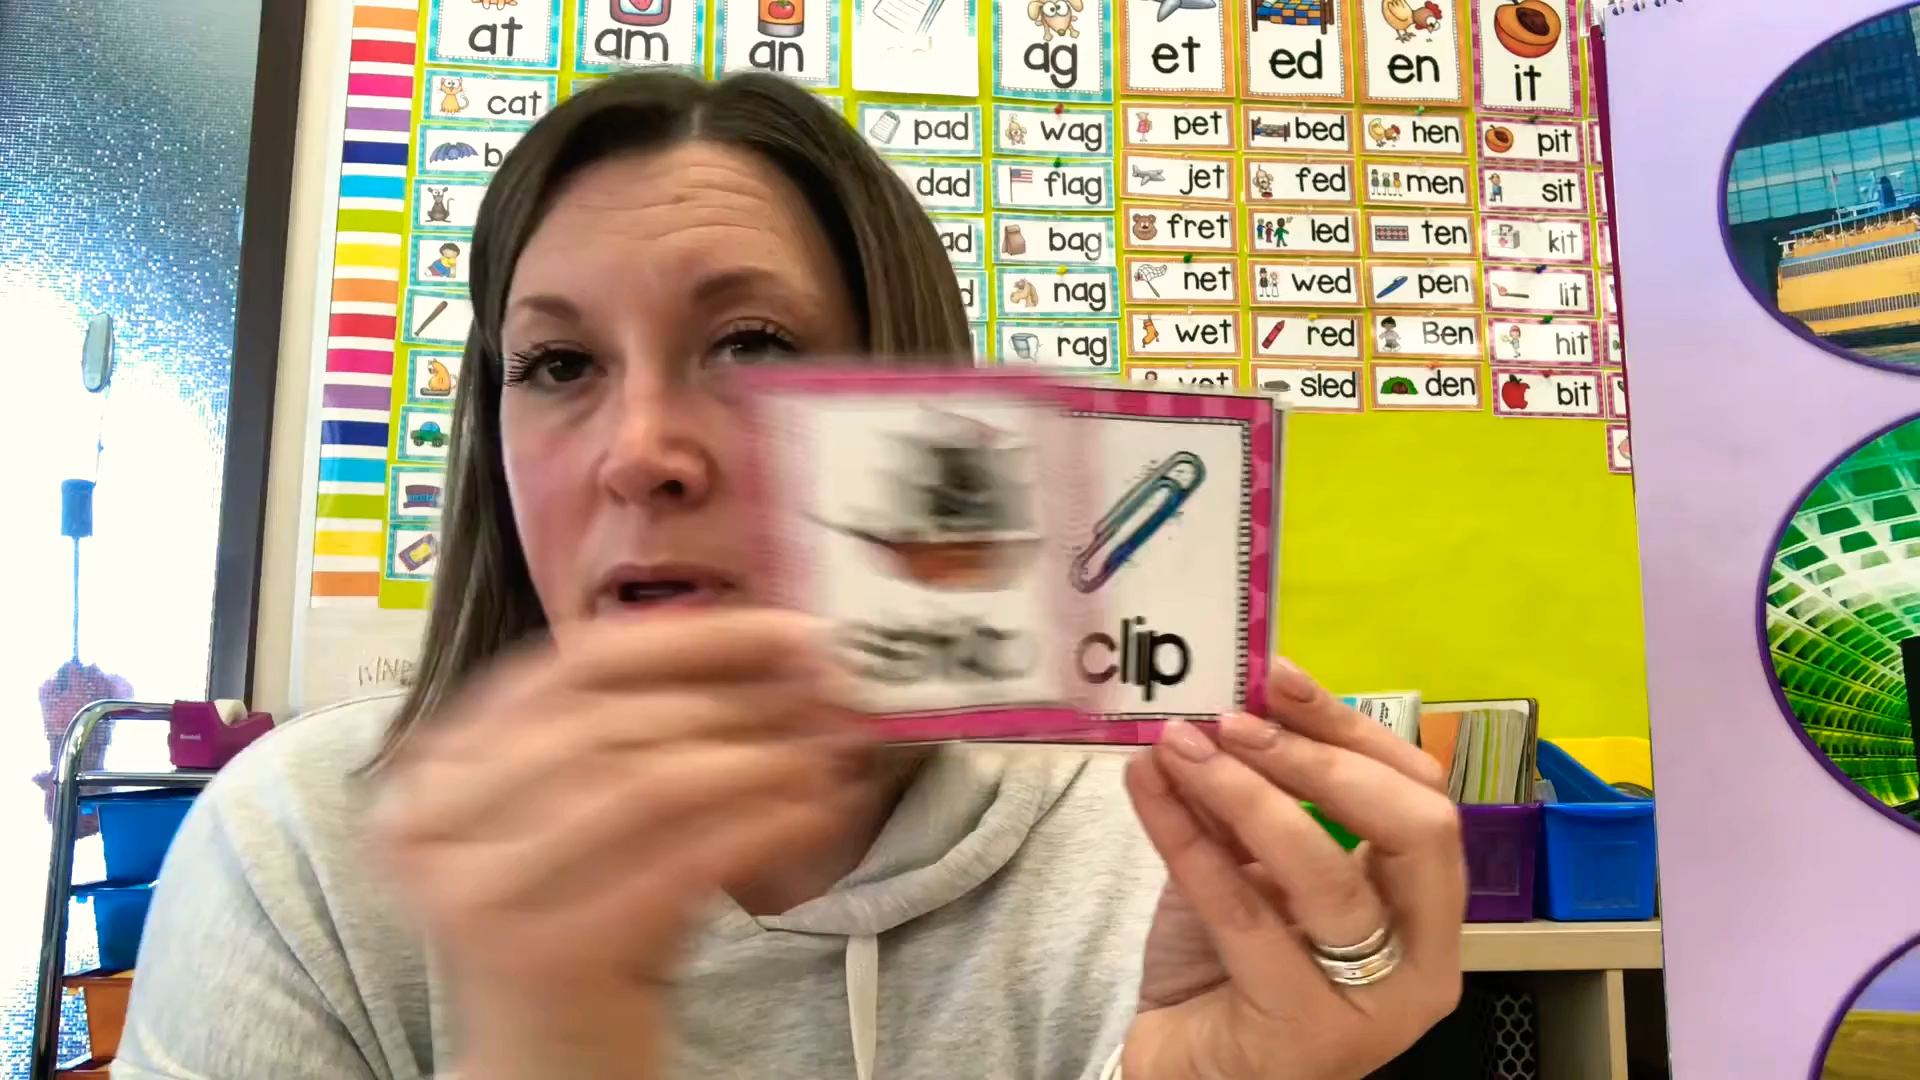 at am an ag et ed en it
cat pad wag pet bed hen pit
dad flag jet fed men sit
bag fret led ten kit
nag net wed pen lit
rag wet red Ben hit
sled den bit
clip